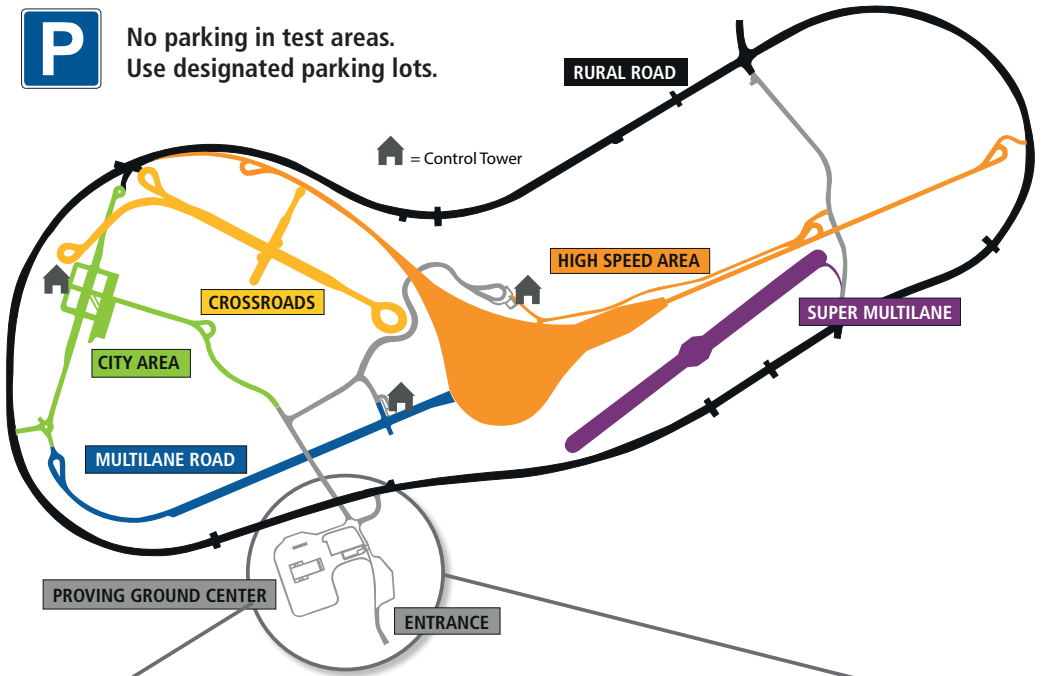 P
No parking in test areas.
Use designated parking lots.
RURAL ROAD
= Control Tower
HIGH SPEED AREA
CROSSROADS
SUPER MULTILANE
CITY AREA
MULTILANE ROAD
PROVING GROUND CENTER
ENTRANCE